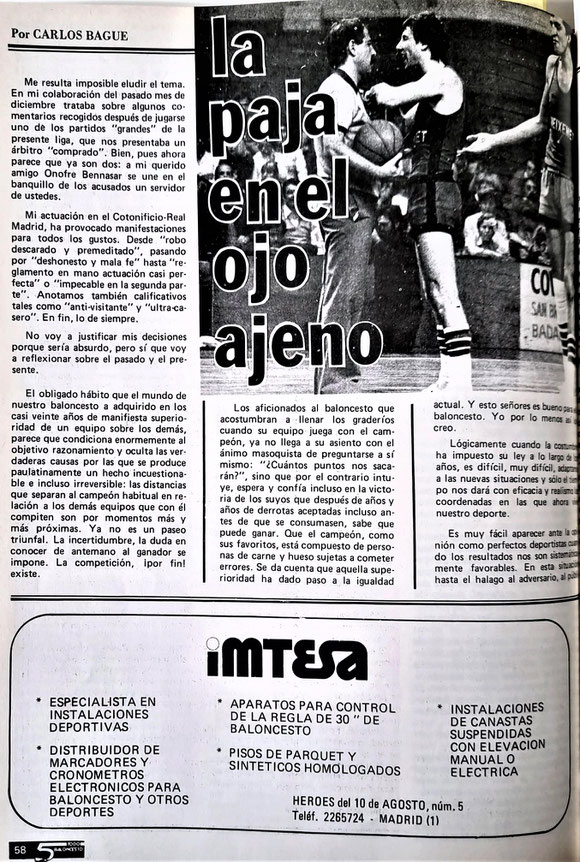 Por CARLOS BAGUE
la
paja
en el
ojo
ajeno
Me resulta imposible eludir el tema.
En mi colaboración del pasado mes de
diciembre trataba sobre algunos co-
mentarios recogidos después de jugarse
uno de los partidos "grandes" de la
presente liga, que nos presentaba un
árbitro "comprado". Bien, pues ahora
parece que ya son dos: a mi querido
amigo Onofre Bennasar se une en el
banquillo de los acusados un servidor
de ustedes.
Mi actuación en el Cotonificio-Real
Madrid, ha provocado manifestaciones
para todos los gustos. Desde "robo
descarado y premeditado", pasando
por "deshonesto y mala fe" hasta "re-
glamento en mano actuación casi per-
fecta" o "impecable en la segunda par-
te". Anotamos también calificativos
tales como "anti-visitante" y "ultra-ca-
sero". En fin, lo de siempre.
No voy a justificar mis decisiones
porque sería absurdo, pero sí que voy
a reflexionar sobre el pasado y el pre-
sente.
El obligado hábito que el mundo de
nuestro baloncesto a adquirido en los
casi veinte años de manifiesta superio-
ridad de un equipo sobre los demás,
parece que condiciona enormemente al
objetivo razonamiento y oculta las ver-
daderas causas por las que se produce
paulatinamente un hecho incuestiona-
ble e incluso irreversible: las distancias
que separan al campeón habitual en re-
lación a los demás equipos que con él
compiten son por momentos más y
más próximas. Ya no es un paseo
triunfal. La incertidumbre, la duda en
conocer de antemano al ganador se
impone. La competición, ¡por fin!
existe.
Los aficionados al baloncesto que
acostumbran a llenar los graderíos
cuando su equipo juega con el cam-
peón, ya no llega a su asiento con el
ánimo masoquista de preguntarse a sí
mismo: "¿Cuántos puntos nos saca-
rán?", sino que por el contrario intu-
ye, espera y confía incluso en la victo-
ria de los suyos que después de años y
años de derrotas aceptadas incluso an-
tes de que se consumasen, sabe que
puede ganar. Que el campeón, como
sus favoritos, está compuesto de perso-
nas de carne y hueso sujetas a cometer
errores. Se da cuenta que aquella supe-
rioridad ha dado paso a la igualdad
actual. Y esto señores es bueno para
baloncesto. Yo por lo menos así
creo.
Lógicamente cuando la
ha impuesto su ley a lo largo de
años, es difícil, muy difícil,
a las nuevas situaciones y sólo el
po nos dará con eficacia y realismo
coordenadas en las que ahora
nuestro deporte.
Es muy fácil aparecer ante la
nión como perfectos deportistas
do los resultados nos son
mente favorables. En esta
hasta el halago al adversario, al
COI
SAN
BADA
imtesa
* ESPECIALISTA EN
INSTALACIONES
DEPORTIVAS
* DISTRIBUIDOR DE
MARCADORES Y
CRONOMETROS
ELECTRONICOS PARA
BALONCESTO Y OTROS
DEPORTES
* APARATOS PARA CONTROL
DE LA REGLA DE 30" DE
BALONCESTO
* PISOS DE PARQUET Y
SINTETICOS HOMOLOGADOS
* INSTALACIONES
DE CANASTAS
SUSPENDIDAS
CON ELEVACION
MANUAL O
ELECTRICA
HEROES del 10 de AGOSTO, núm. 5
Teléf. 2265724 - MADRID (1)
58
5 TODO
BALONCESTO